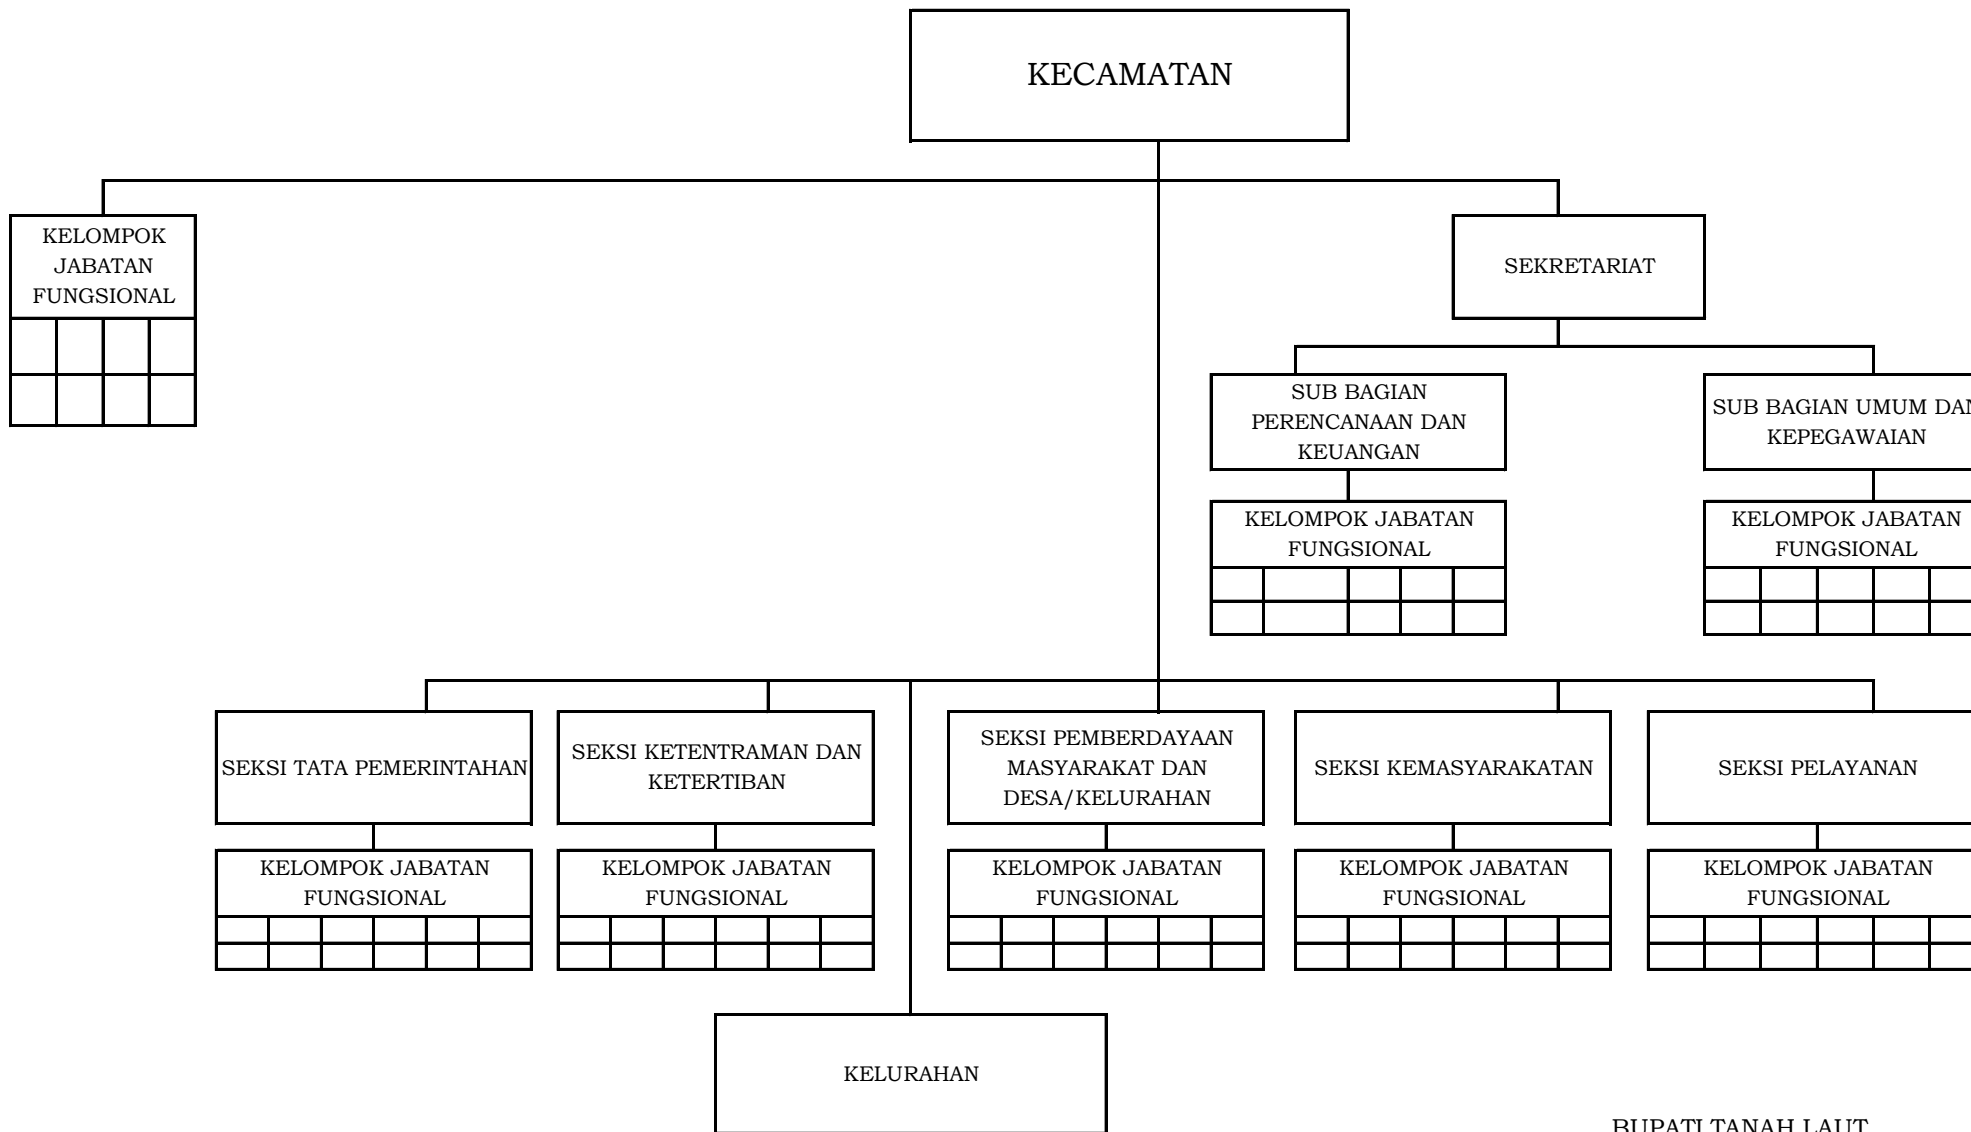 KECAMATAN
KELOMPOK
JABATAN
FUNGSIONAL
SEKRETARIAT
SUB BAGIAN
PERENCANAAN DAN
KEUANGAN
SUB BAGIAN UMUM DAN
KEPEGAWAIAN
KELOMPOK JABATAN
FUNGSIONAL
KELOMPOK JABATAN
FUNGSIONAL
SEKSI TATA PEMERINTAHAN
SEKSI KETENTRAMAN DAN
KETERTIBAN
SEKSI PEMBERDAYAAN
MASYARAKAT DAN
DESA/KELURAHAN
SEKSI KEMASYARAKATAN
SEKSI PELAYANAN
KELOMPOK JABATAN
FUNGSIONAL
KELOMPOK JABATAN
FUNGSIONAL
KELOMPOK JABATAN
FUNGSIONAL
KELOMPOK JABATAN
FUNGSIONAL
KELOMPOK JABATAN
FUNGSIONAL
KELURAHAN
BUPATI TANAH LAUT